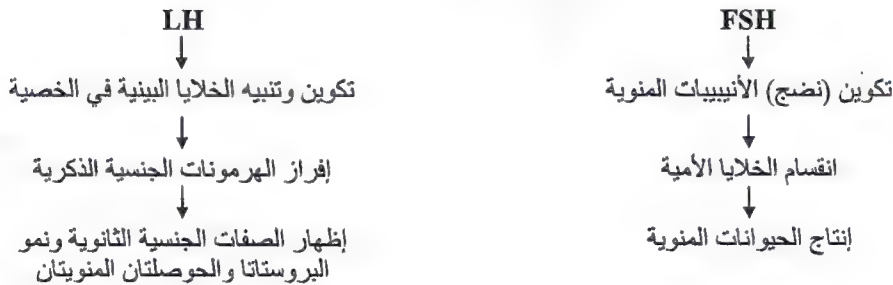 LH
FSH
تكوين وتنبيه الخلايا البينية في الخصية
تكوين (نضج) الأنيبيبات المنوية
إفراز الهرمونات الجنسية الذكرية
انقسام الخلايا الأمية
إظهار الصفات الجنسية الثانوية ونمو
البروستاتا والحوصلتان المنويتان
إنتاج الحيوانات المنوية